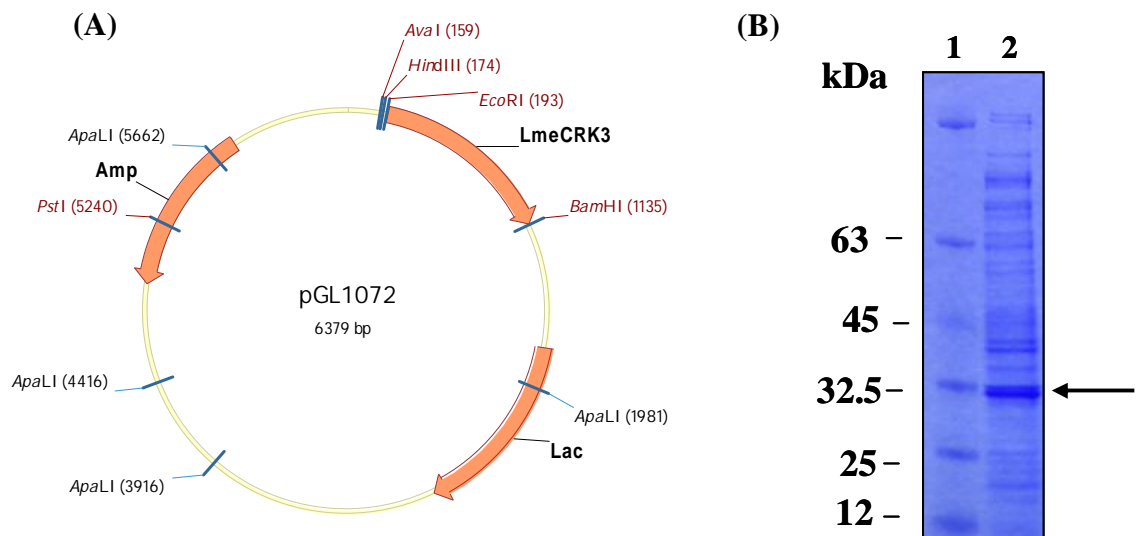 (A)
AvaI (159)
HindIII (174)
EcoRI (193)
LmeCRK3
ApaLI (5662)
Amp
PstI (5240)
BamHI (1135)
pGL1072
6379 bp
ApaLI (4416)
ApaLI (1981)
Lac
ApaLI (3916)
(B)
1 2
kDa
63
45
32.5
25
12